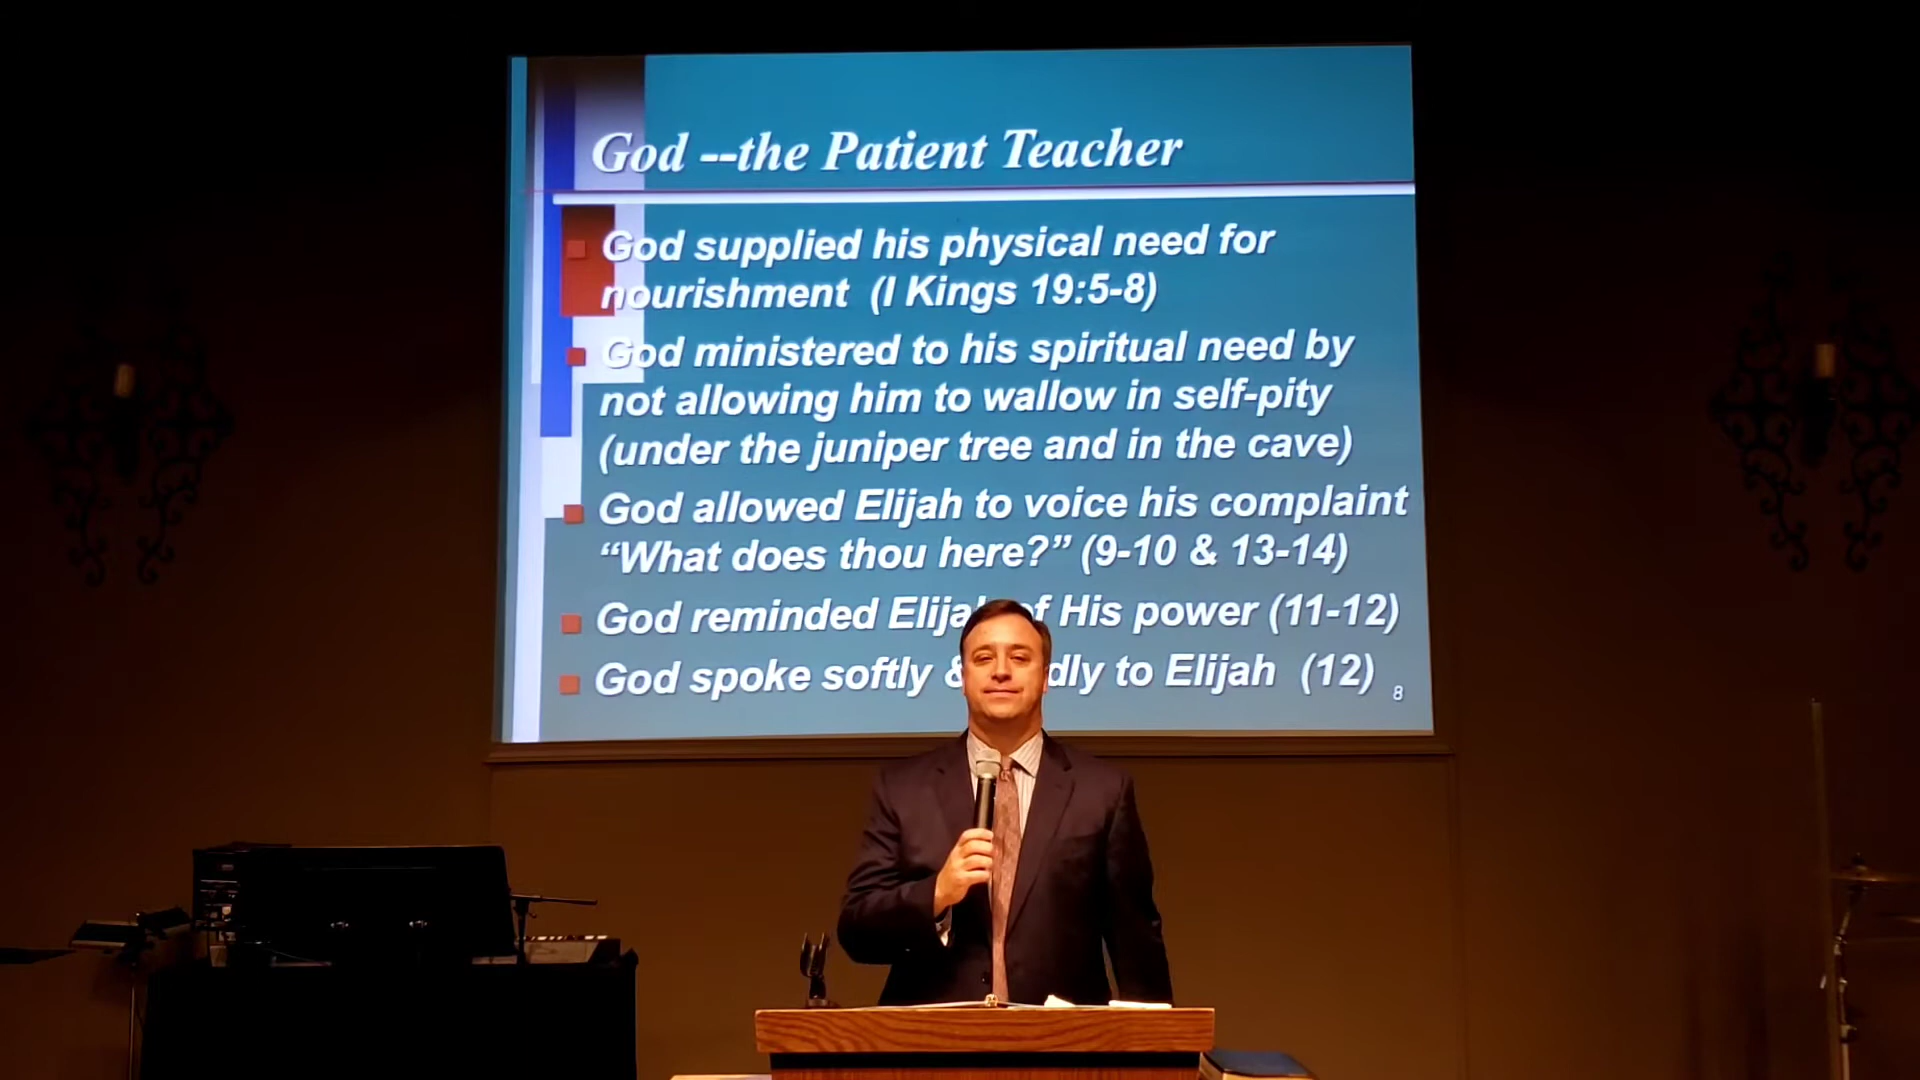 God --the Patient Teacher
God supplied his physical need for
nourishment (I Kings 19:5-8)
God ministered to his spiritual need by
not allowing him to wallow in self-pity
(under the juniper tree and in the cave)
God allowed Elijah to voice his complaint
“What does thou here?” (9-10 & 13-14)
God reminded of His power (11-12)
God spoke softly & to Elijah (12)
8